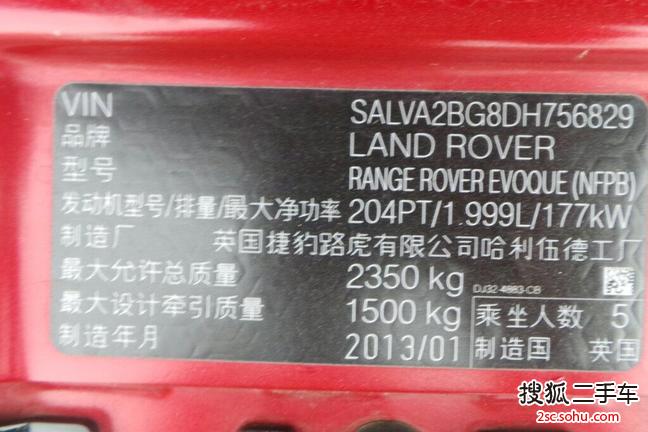 VIN SALVA2BG8DH756829
品牌 LAND ROVER
型号 RANGE ROVER EVOQUE (NFPB)
发动机型号/排量/最大净功率 204PT/1.999L/177kW
制造厂 英国捷豹路虎有限公司哈利伍德工厂
最大允许总质量 2350 kg DJ32-4883-CB
最大设计牵引质量 1500 kg 乘坐人数 5
制造年月 2013/01 制造国 英国
搜狐二手车
2sc.sohu.com